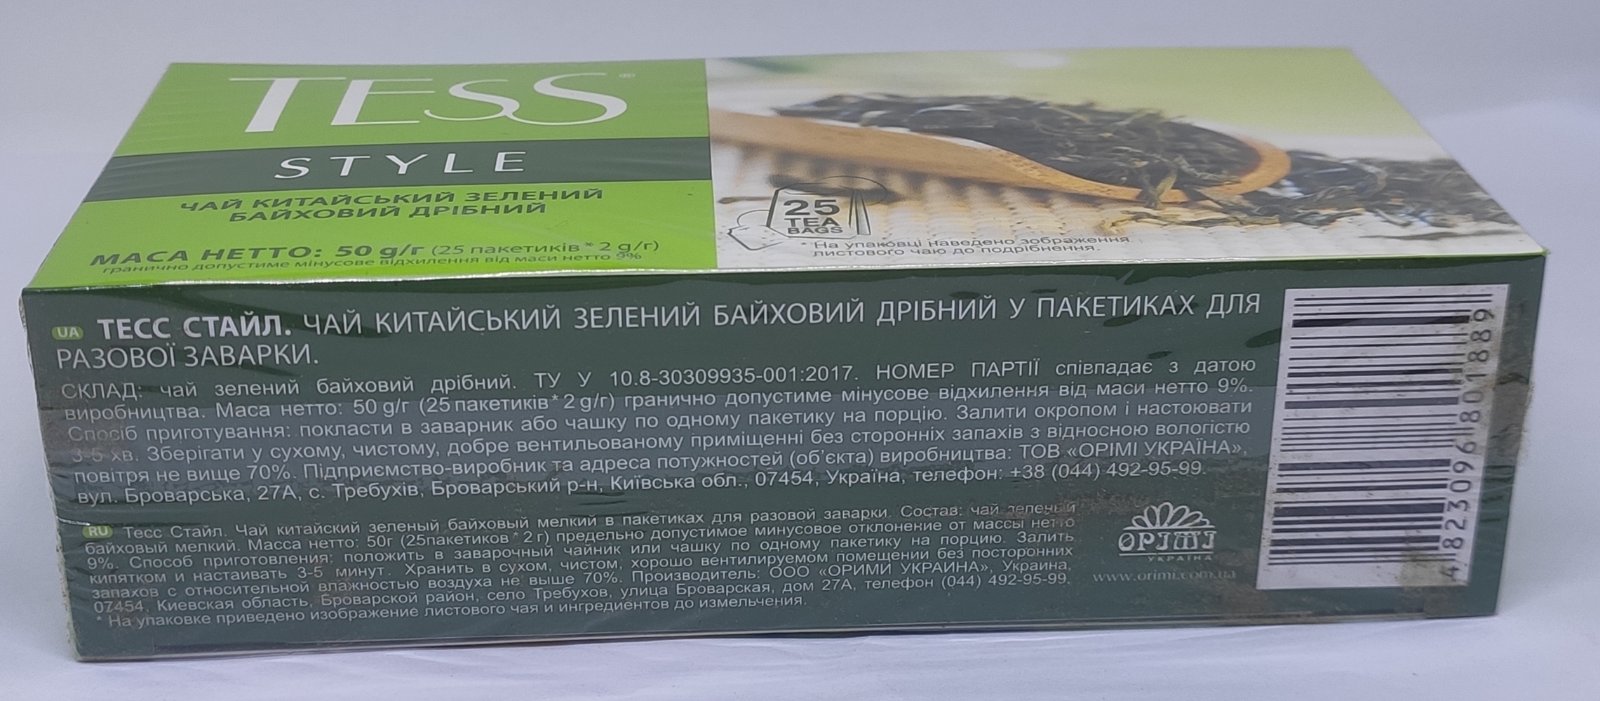 TESS®
STYLE
ЧАЙ КИТАЙСЬКИЙ ЗЕЛЕНИЙ
БАЙХОВИЙ ДРІБНИЙ
МАСА НЕТТО: 50 g/г (25 пакетиків * 2 g/г)
гранично допустиме мінусове відхилення від маси нетто 9%
25
TEA
BAGS
* На упаковці наведено зображення
листового чаю до подрібнення.
UA ТЕСС СТАЙЛ. ЧАЙ КИТАЙСЬКИЙ ЗЕЛЕНИЙ БАЙХОВИЙ ДРІБНИЙ У ПАКЕТИКАХ ДЛЯ
РАЗОВОЇ ЗАВАРКИ.
СКЛАД: чай зелений байховий дрібний. ТУ У 10.8-30309935-001:2017. НОМЕР ПАРТІЇ співпадає з датою
виробництва. Маса нетто: 50 g/г (25 пакетиків * 2 g/г) гранично допустиме мінусове відхилення від маси нетто 9%.
Спосіб приготування: покласти в заварник або чашку по одному пакетику на порцію. Залити окропом і настоювати
3-5 хв. Зберігати у сухому, чистому, добре вентильованому приміщенні без сторонніх запахів з відносною вологістю
повітря не вище 70%. Підприємство-виробник та адреса потужностей (об'єкта) виробництва: ТОВ «ОРІМІ УКРАЇНА»,
вул. Броварська, 27А, с. Требухів, Броварський р-н, Київська обл., 07454, Україна, телефон: +38 (044) 492-95-99.
RU Тесс Стайл. Чай китайский зеленый байховый мелкий в пакетиках для разовой заварки. Состав: чай зеленый
байховый мелкий. Масса нетто: 50г (25пакетиков * 2 г) предельно допустимое минусовое отклонение от массы нетто
9%. Способ приготовления: положить в заварочный чайник или чашку по одному пакетику на порцию. Залить
кипятком и настаивать 3-5 минут. Хранить в сухом, чистом, хорошо вентилируемом помещении без посторонних
запахов с относительной влажностью воздуха не выше 70%. Производитель: ООО «ОРИМИ УКРАИНА», Украина,
07454, Киевская область, Броварской район, село Требухов, улица Броварская, дом 27А, телефон (044) 492-95-99.
* На упаковке приведено изображение листового чая и ингредиентов до измельчения.
ОРІМІ
УКРАЇНА
www.orimi.com.ua
4823096801889